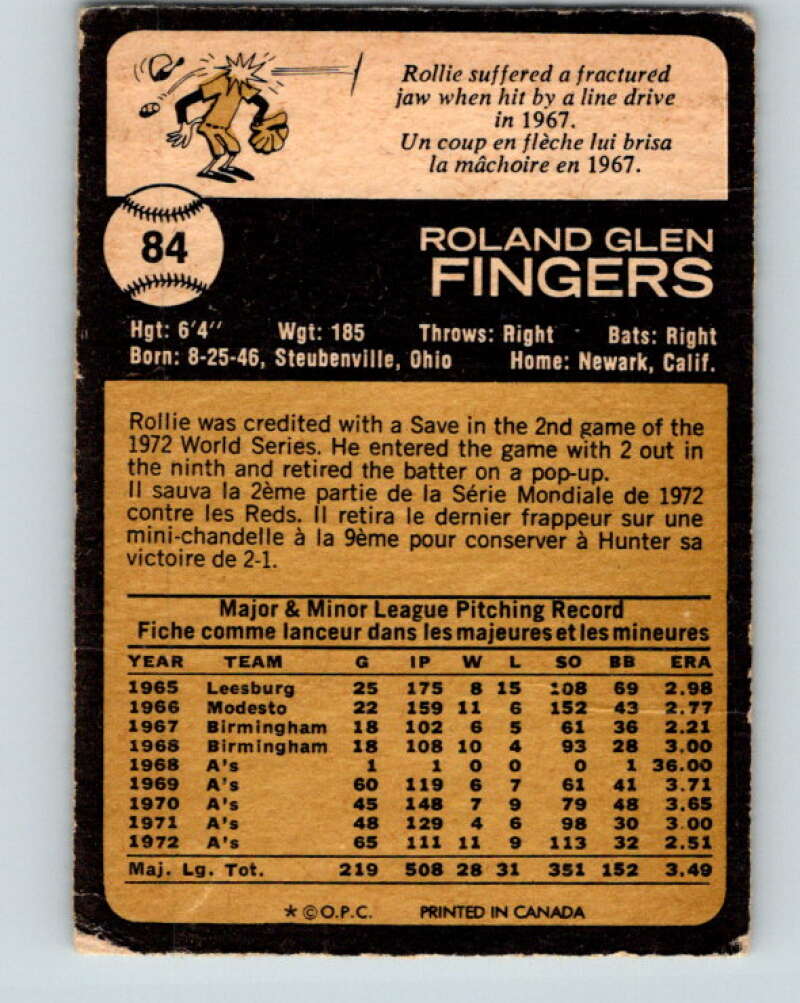 Rollie suffered a fractured
jaw when hit by a line drive
in 1967.
Un coup en flèche lui brisa
la mâchoire en 1967.
84
ROLAND GLEN
FINGERS
Hgt: 6'4" Wgt: 185 Throws: Right Bats: Right
Born: 8-25-46, Steubenville, Ohio Home: Newark, Calif.
Rollie was credited with a Save in the 2nd game of the
1972 World Series. He entered the game with 2 out in
the ninth and retired the batter on a pop-up.
Il sauva la 2ème partie de la Série Mondiale de 1972
contre les Reds. Il retira le dernier frappeur sur une
mini-chandelle à la 9ème pour conserver à Hunter sa
victoire de 2-1.
Major & Minor League Pitching Record
Fiche comme lanceur dans les majeures et les mineures
YEAR TEAM G IP W L SO BB ERA
1965 Leesburg 25 175 8 15 108 69 2.98
1966 Modesto 22 159 11 6 152 43 2.77
1967 Birmingham 18 102 6 5 61 36 2.21
1968 Birmingham 18 108 10 4 93 28 3.00
1968 A's 1 1 0 0 0 1 36.00
1969 A's 60 119 6 7 61 41 3.71
1970 A's 45 148 7 9 79 48 3.65
1971 A's 48 129 4 6 98 30 3.00
1972 A's 65 111 11 9 113 32 2.51
Maj. Lg. Tot. 219 508 28 31 351 152 3.49
* © O.P.C. PRINTED IN CANADA